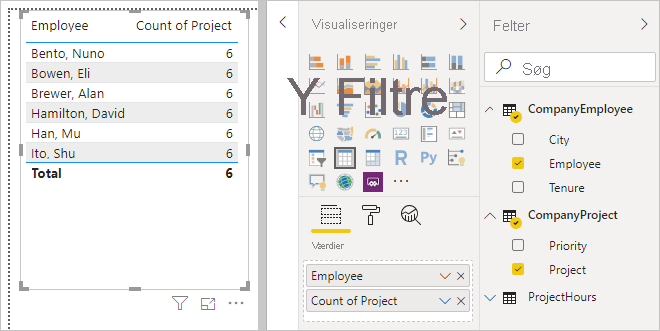 Employee Count of Project
Bento, Nuno 6
Bowen, Eli 6
Brewer, Alan 6
Hamilton, David 6
Han, Mu 6
Ito, Shu 6
Total 6
Visualiseringer
Y Filtre
R Py
123
Værdier
Employee
Count of Project
Felter
Søg
CompanyEmployee
City
Employee
Tenure
CompanyProject
Priority
Project
ProjectHours